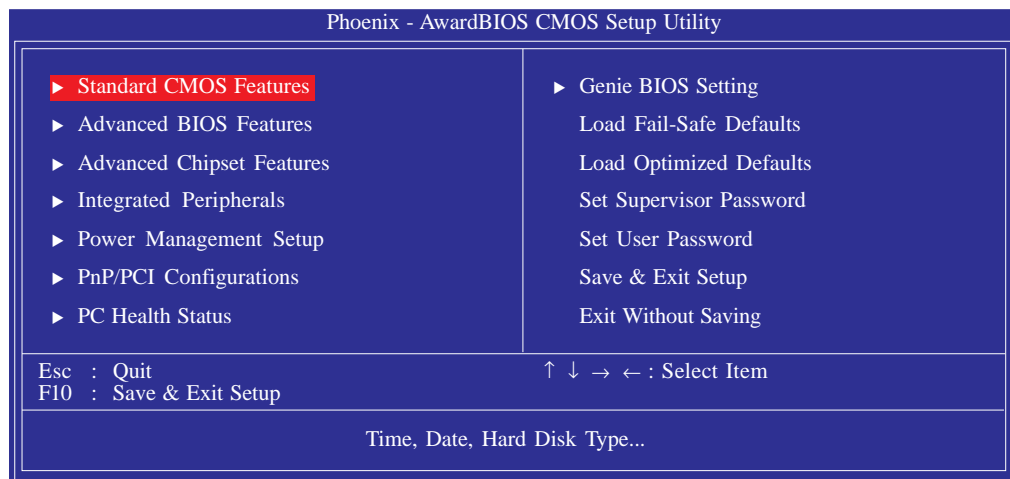 Phoenix - AwardBIOS CMOS Setup Utility
▶ Standard CMOS Features
▶ Advanced BIOS Features
▶ Advanced Chipset Features
▶ Integrated Peripherals
▶ Power Management Setup
▶ PnP/PCI Configurations
▶ PC Health Status
▶ Genie BIOS Setting
Load Fail-Safe Defaults
Load Optimized Defaults
Set Supervisor Password
Set User Password
Save & Exit Setup
Exit Without Saving
Esc : Quit
F10 : Save & Exit Setup
↑ ↓ → ← : Select Item
Time, Date, Hard Disk Type...